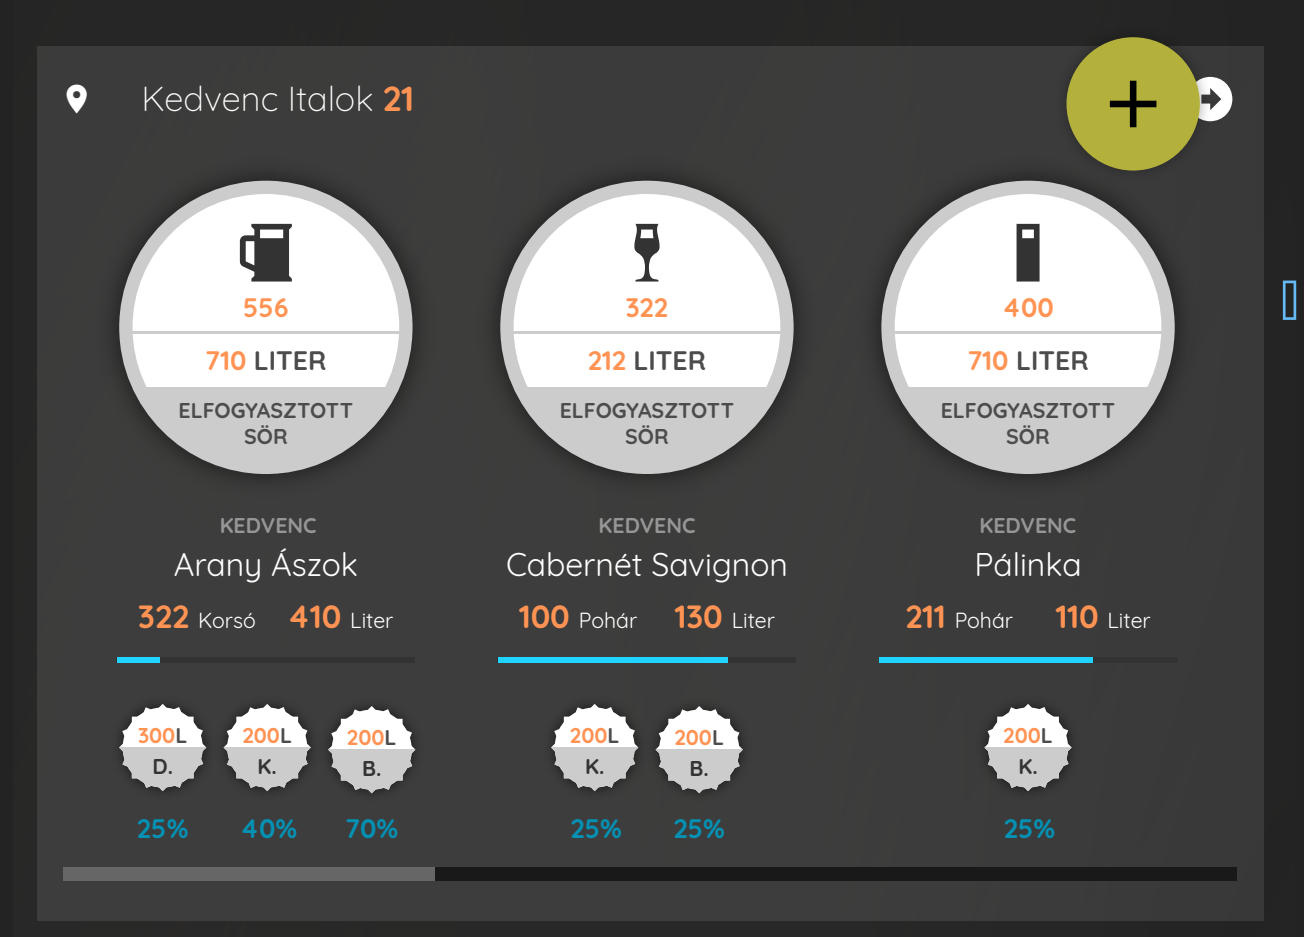 Kedvenc Italok 21
556
710 LITER
ELFOGYASZTOTT
SÖR
322
212 LITER
ELFOGYASZTOTT
SÖR
400
710 LITER
ELFOGYASZTOTT
SÖR
KEDVENC
Arany Ászok
322 Korsó 410 Liter
KEDVENC
Cabernét Savignon
100 Pohár 130 Liter
KEDVENC
Pálinka
211 Pohár 110 Liter
300L
D.
25%
200L
K.
40%
200L
B.
70%
200L
K.
25%
200L
B.
25%
200L
K.
25%